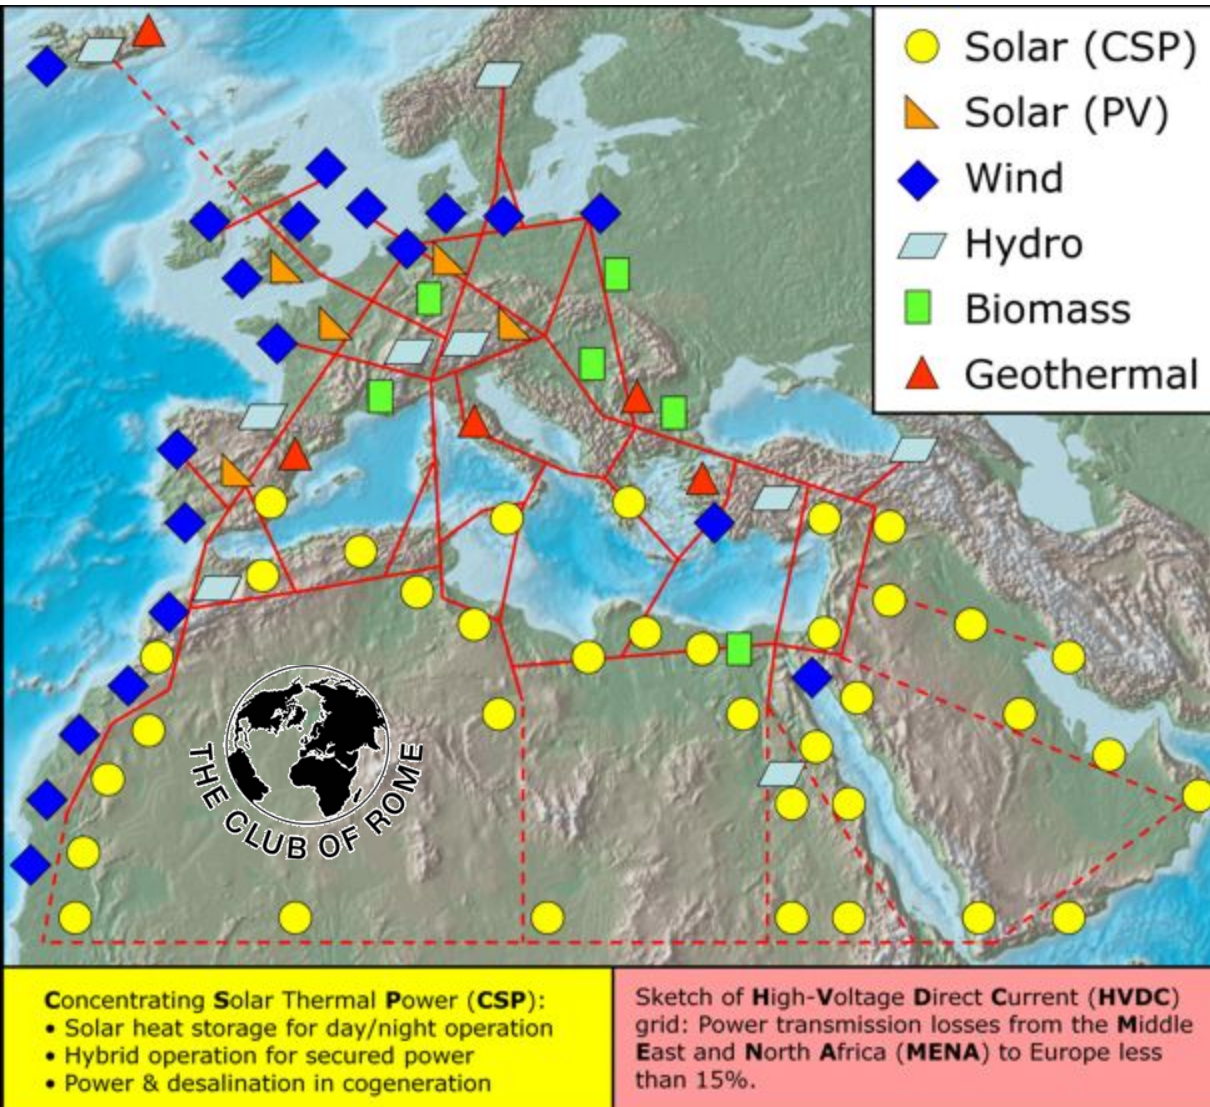 Solar (CSP)
Solar (PV)
Wind
Hydro
Biomass
Geothermal
THE CLUB OF ROME
Concentrating Solar Thermal Power (CSP):
• Solar heat storage for day/night operation
• Hybrid operation for secured power
• Power & desalination in cogeneration
Sketch of High-Voltage Direct Current (HVDC)
grid: Power transmission losses from the Middle
East and North Africa (MENA) to Europe less
than 15%.